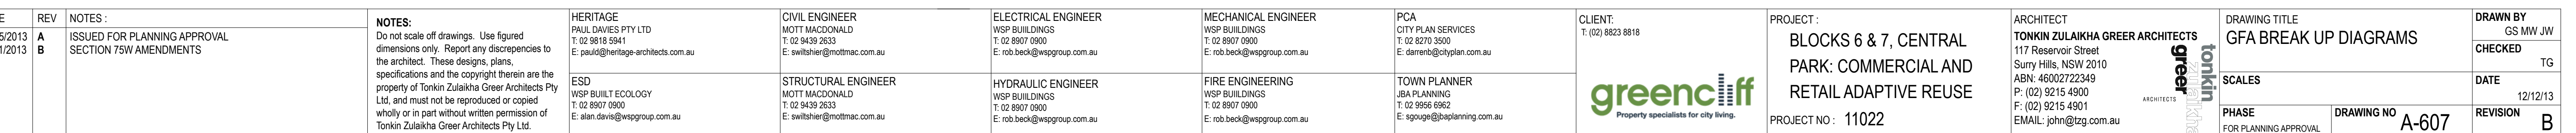 E
REV
NOTES :
5/2013
A
ISSUED FOR PLANNING APPROVAL
1/2013
B
SECTION 75W AMENDMENTS
NOTES:
Do not scale off drawings. Use figured
dimensions only. Report any discrepencies to
the architect. These designs, plans,
specifications and the copyright therein are the
property of Tonkin Zulaikha Greer Architects Pty
Ltd, and must not be reproduced or copied
wholly or in part without written permission of
Tonkin Zulaikha Greer Architects Pty Ltd.
HERITAGE
PAUL DAVIES PTY LTD
T: 02 9818 5941
E: pauld@heritage-architects.com.au
ESD
WSP BUIILT ECOLOGY
T: 02 8907 0900
E: alan.davis@wspgroup.com.au
CIVIL ENGINEER
MOTT MACDONALD
T: 02 9439 2633
E: swiltshier@mottmac.com.au
STRUCTURAL ENGINEER
MOTT MACDONALD
T: 02 9439 2633
E: swiltshier@mottmac.com.au
ELECTRICAL ENGINEER
WSP BUIILDINGS
T: 02 8907 0900
E: rob.beck@wspgroup.com.au
HYDRAULIC ENGINEER
WSP BUIILDINGS
T: 02 8907 0900
E: rob.beck@wspgroup.com.au
MECHANICAL ENGINEER
WSP BUIILDINGS
T: 02 8907 0900
E: rob.beck@wspgroup.com.au
FIRE ENGINEERING
WSP BUIILDINGS
T: 02 8907 0900
E: rob.beck@wspgroup.com.au
PCA
CITY PLAN SERVICES
T: 02 8270 3500
E: darrenb@cityplan.com.au
TOWN PLANNER
JBA PLANNING
T: 02 9956 6962
E: sgouge@jbaplanning.com.au
CLIENT:
T: (02) 8823 8818
greencliff
Property specialists for city living.
PROJECT :
BLOCKS 6 & 7, CENTRAL
PARK: COMMERCIAL AND
RETAIL ADAPTIVE REUSE
PROJECT NO : 11022
ARCHITECT
TONKIN ZULAIKHA GREER ARCHITECTS
117 Reservoir Street
Surry Hills, NSW 2010
ABN: 46002722349
P: (02) 9215 4900
F: (02) 9215 4901
EMAIL: john@tzg.com.au
ARCHITECTS
greer
zulaikha
tonkin
DRAWING TITLE
GFA BREAK UP DIAGRAMS
SCALES
PHASE
FOR PLANNING APPROVAL
DRAWING NO
A-607
DRAWN BY
GS MW JW
CHECKED
TG
DATE
12/12/13
REVISION
B